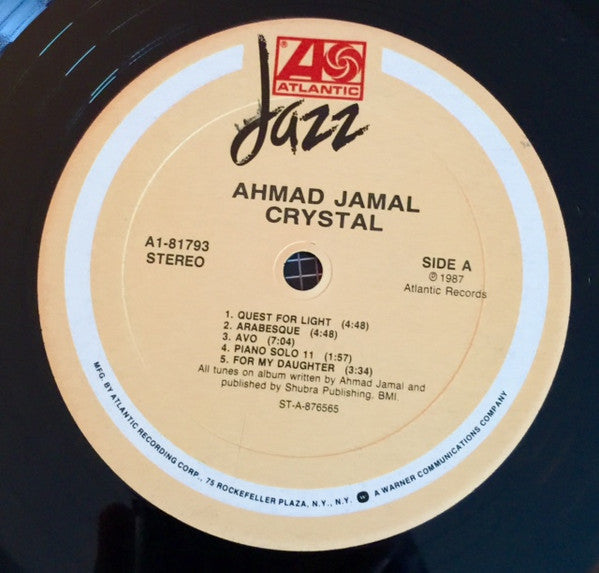 ATLANTIC
Jazz
AHMAD JAMAL
CRYSTAL
A1-81793
STEREO
SIDE A
℗ 1987
Atlantic Records
1. QUEST FOR LIGHT (4:48)
2. ARABESQUE (4:48)
3. AVO (7:04)
4. PIANO SOLO 11 (1:57)
5. FOR MY DAUGHTER (3:34)
All tunes on album written by Ahmad Jamal and
published by Shubra Publishing, BMI.
ST-A-876565
MFG. BY ATLANTIC RECORDING CORP., 75 ROCKEFELLER PLAZA, N.Y., N.Y. A WARNER COMMUNICATIONS COMPANY